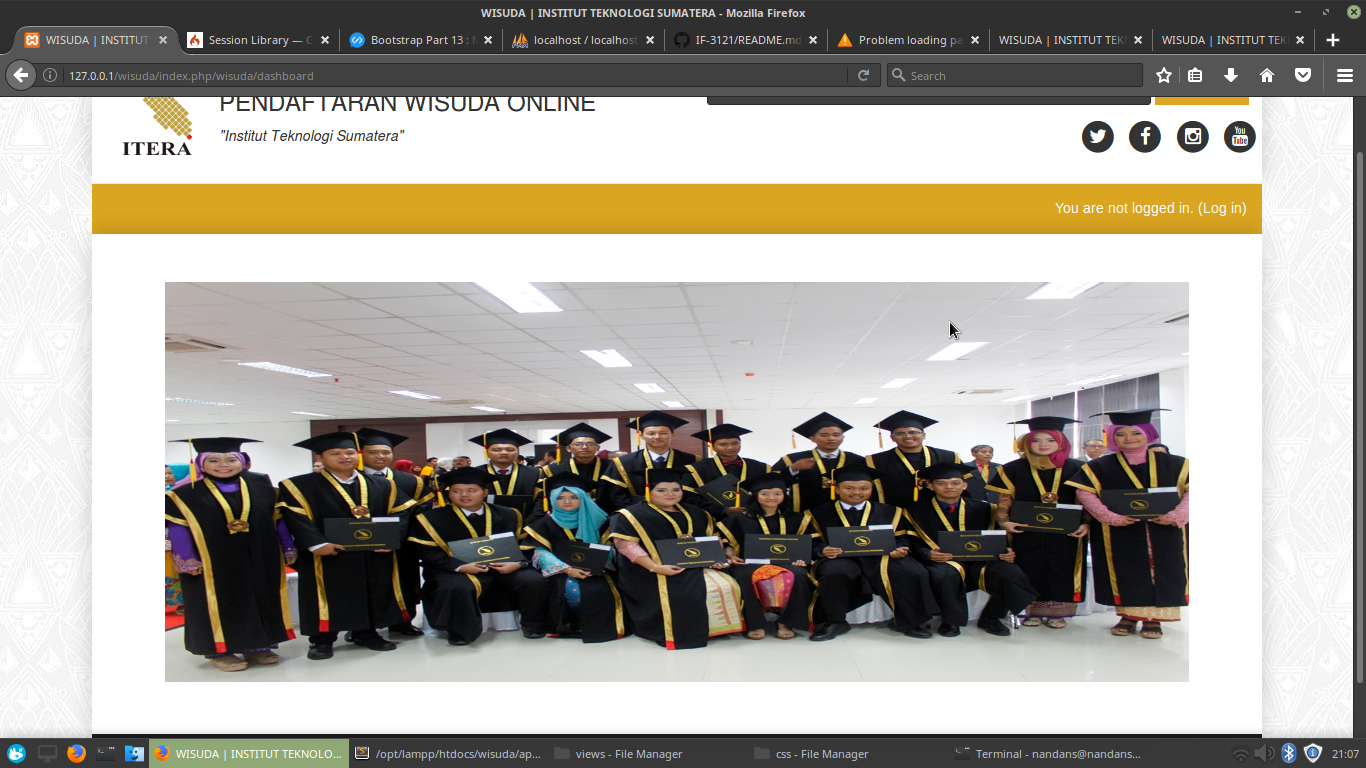 WISUDA | INSTITUT TEKNOLOGI SUMATERA - Mozilla Firefox
WISUDA | INSTITUT
Session Library — C
Bootstrap Part 13 :
localhost / localhost
IF-3121/README.md
Problem loading pa
WISUDA | INSTITUT TEK
WISUDA | INSTITUT TEK
127.0.0.1/wisuda/index.php/wisuda/dashboard
Search
PENDAFTARAN WISUDA ONLINE
"Institut Teknologi Sumatera"
ITERA
You Tube
You are not logged in. (Log in)
WISUDA | INSTITUT TEKNOLO...
/opt/lampp/htdocs/wisuda/ap...
views - File Manager
css - File Manager
Terminal - nandans@nandans...
21:07